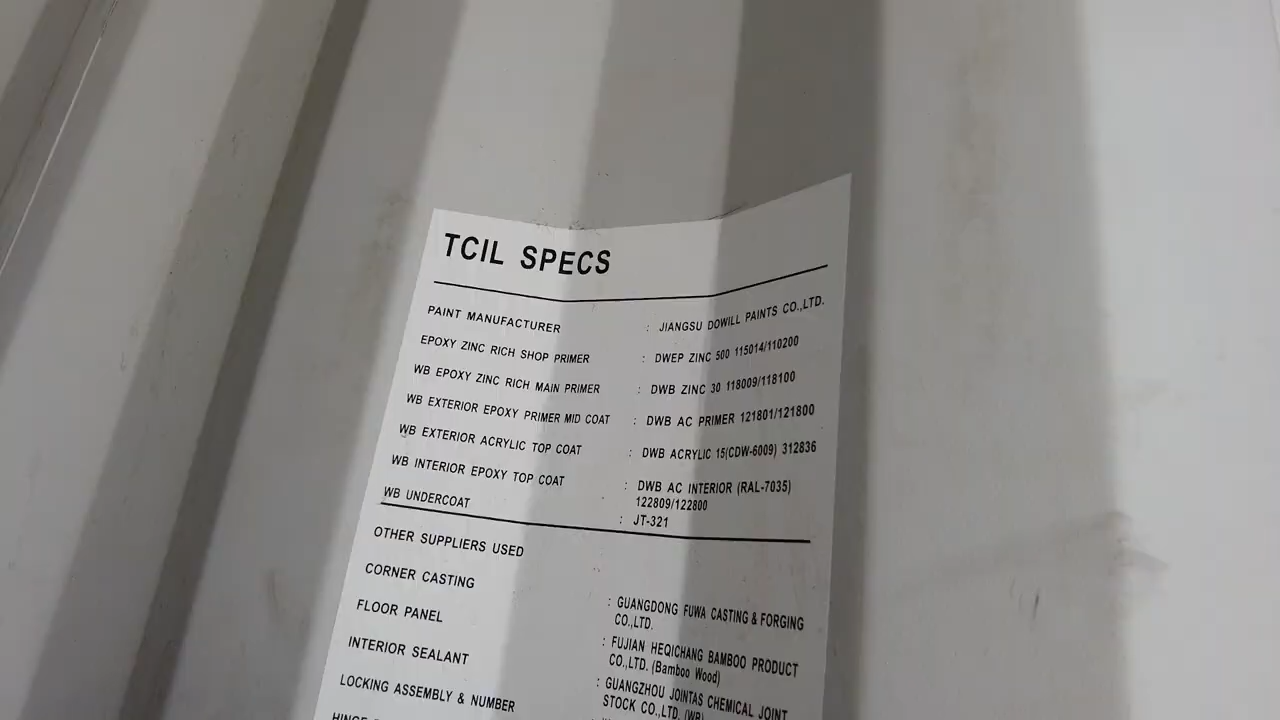 TCIL SPECS
PAINT MANUFACTURER : JIANGSU DOWILL PAINTS CO.,LTD.
EPOXY ZINC RICH SHOP PRIMER : DWEP ZINC 500 115014/110200
WB EPOXY ZINC RICH MAIN PRIMER : DWB ZINC 30 118009/118100
WB EXTERIOR EPOXY PRIMER MID COAT : DWB AC PRIMER 121801/121800
WB EXTERIOR ACRYLIC TOP COAT : DWB ACRYLIC 15(CDW-6009) 312836
WB INTERIOR EPOXY TOP COAT : DWB AC INTERIOR (RAL-7035)
122809/122800
WB UNDERCOAT : JT-321
OTHER SUPPLIERS USED
CORNER CASTING : GUANGDONG FUWA CASTING & FORGING
CO.,LTD.
FLOOR PANEL : FUJIAN HEQICHANG BAMBOO PRODUCT
CO.,LTD. (Bamboo Wood)
INTERIOR SEALANT : GUANGZHOU JOINTAS CHEMICAL JOINT
STOCK CO.,LTD. (WB)
LOCKING ASSEMBLY & NUMBER :